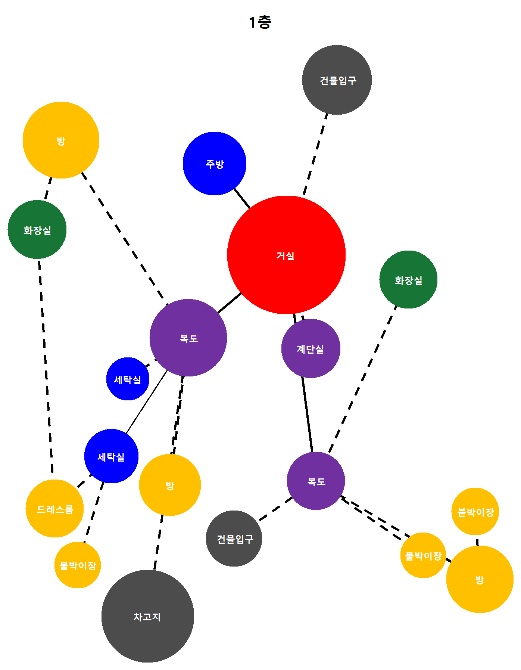 1층
건물입구
방
주방
화장실
거실
화장실
복도
계단실
세탁실
세탁실
방
복도
드레스룸
붙박이장
건물입구
붙박이장
붙박이장
방
차고지